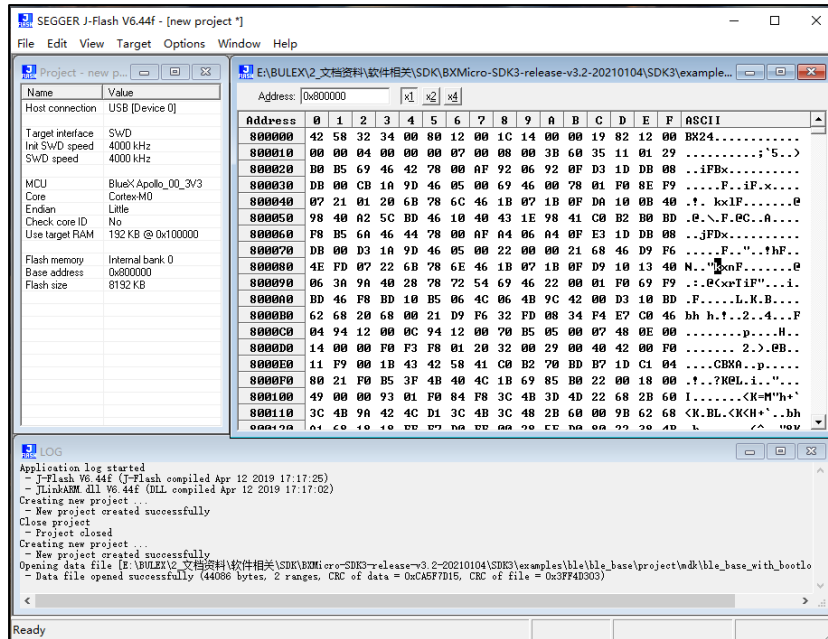 SEGGER J-Flash V6.44f - [new project *]
File Edit View Target Options Window Help
Project - new p...
Name Value
Host connection USB [Device 0]
Target interface SWD
Init SWD speed 4000 kHz
SWD speed 4000 kHz
MCU BlueX Apollo_00_3V3
Core Cortex-M0
Endian Little
Check core ID No
Use target RAM 192 KB @ 0x100000
Flash memory Internal bank 0
Base address 0x800000
Flash size 8192 KB
E:\BULEX\2_文档资料\软件相关\SDK\BXMicro-SDK3-release-v3.2-20210104\SDK3\example...
Address: 0x800000 x1 x2 x4
Address 0 1 2 3 4 5 6 7 8 9 A B C D E F ASCII
800000 42 58 32 34 00 80 12 00 1C 14 00 00 19 82 12 00 BX24............
800010 00 00 04 00 00 00 07 00 08 00 3B 60 35 11 01 29 ..........;`5..)
800020 B0 B5 69 46 42 78 00 AF 92 06 92 0F D3 1D DB 08 ..iFBx..........
800030 DB 00 CB 1A 9D 46 05 00 69 46 00 78 01 F0 8E F9 .....F..iF.x....
800040 07 21 01 20 6B 78 6C 46 1B 07 1B 0F DA 10 0B 40 .!. kxlF.......@
800050 98 40 A2 5C BD 46 10 40 43 1E 98 41 C0 B2 B0 BD .@.\.F.@C..A....
800060 F8 B5 6A 46 44 78 00 AF A4 06 A4 0F E3 1D DB 08 ..jFDx..........
800070 DB 00 D3 1A 9D 46 05 00 22 00 00 21 68 46 D9 F6 .....F.."..!hF..
800080 4E FD 07 22 6B 78 6E 46 1B 07 1B 0F D9 10 13 40 N.."kxnF.......@
800090 06 3A 9A 40 28 78 72 54 69 46 22 00 01 F0 69 F9 .:.@(xrTiF"...i.
8000A0 BD 46 F8 BD 10 B5 06 4C 06 4B 9C 42 00 D3 10 BD .F.....L.K.B....
8000B0 62 68 20 68 00 21 D9 F6 32 FD 08 34 F4 E7 C0 46 bh h.!..2..4...F
8000C0 04 94 12 00 0C 94 12 00 70 B5 05 00 07 48 0E 00 ........p....H..
8000D0 14 00 00 F0 F3 F8 01 20 32 00 29 00 40 42 00 F0 ....... 2.).@B..
8000E0 11 F9 00 1B 43 42 58 41 C0 B2 70 BD B7 1D C1 04 ....CBXA..p.....
8000F0 80 21 F0 B5 3F 4B 40 4C 1B 69 85 B0 22 00 18 00 .!..?K@L.i.."...
800100 49 00 00 93 01 F0 84 F8 3C 4B 3D 4D 22 68 2B 60 I.......<K=M"h+`
800110 3C 4B 9A 42 4C D1 3C 4B 3C 48 2B 60 00 9B 62 68 <K.BL.<K<H+`..bh
LOG
Application log started
- J-Flash V6.44f (J-Flash compiled Apr 12 2019 17:17:25)
- JLinkARM.dll V6.44f (DLL compiled Apr 12 2019 17:17:02)
Creating new project ...
- New project created successfully
Close project
- Project closed
Creating new project ...
- New project created successfully
Opening data file [E:\BULEX\2_文档资料\软件相关\SDK\BXMicro-SDK3-release-v3.2-20210104\SDK3\examples\ble\ble_base\project\mdk\ble_base_with_bootlo
- Data file opened successfully (44086 bytes, 2 ranges, CRC of data = 0xCA5F7D15, CRC of file = 0x3FF4D303)
Ready